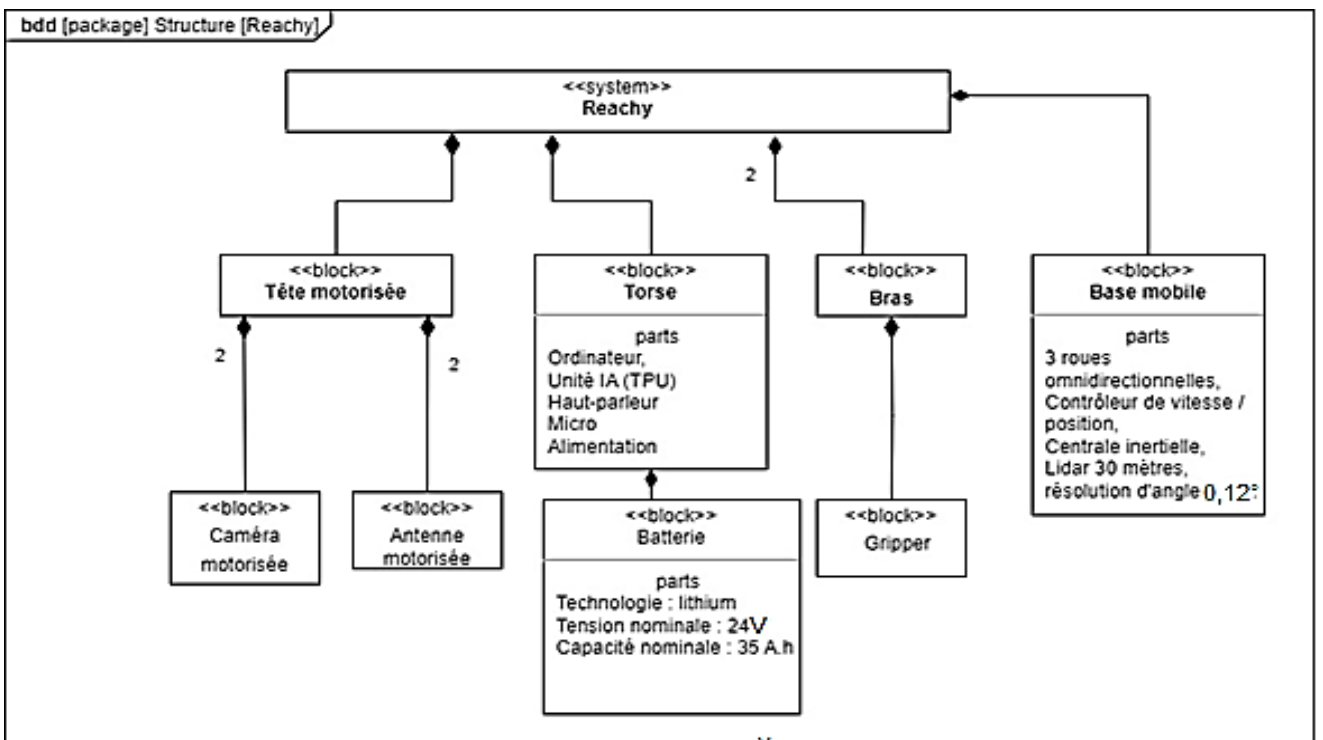 bdd [package] Structure [Reachy]
<<system>>
Reachy
2
<<block>>
Tête motorisée
<<block>>
Torse
parts
Ordinateur,
Unité IA (TPU)
Haut-parleur
Micro
Alimentation
<<block>>
Bras
<<block>>
Base mobile
parts
3 roues
omnidirectionnelles,
Contrôleur de vitesse /
position,
Centrale inertielle,
Lidar 30 mètres,
résolution d'angle 0,12°
2
2
<<block>>
Caméra
motorisée
<<block>>
Antenne
motorisée
<<block>>
Batterie
parts
Technologie : lithium
Tension nominale : 24V
Capacité nominale : 35 A.h
<<block>>
Gripper